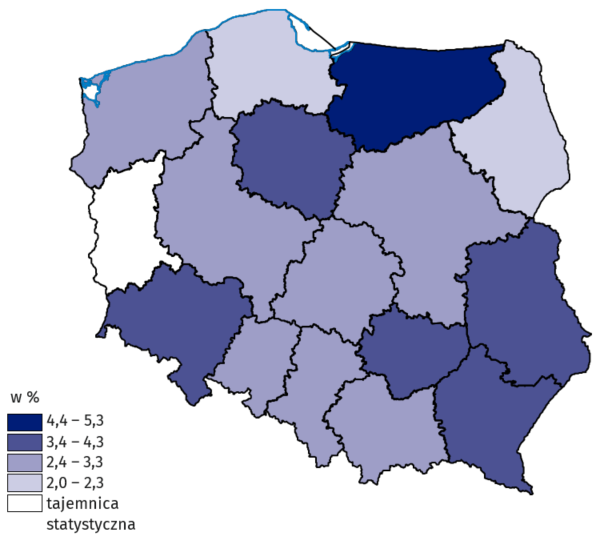 w %
4,4 – 5,3
3,4 – 4,3
2,4 – 3,3
2,0 – 2,3
tajemnica
statystyczna